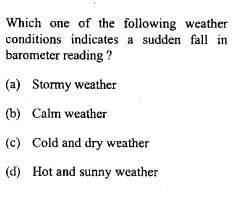 Which one of the following weather
conditions indicates a sudden fall in
barometer reading ?
(a) Stormy weather
(b) Calm weather
(c) Cold and dry weather
(d) Hot and sunny weather